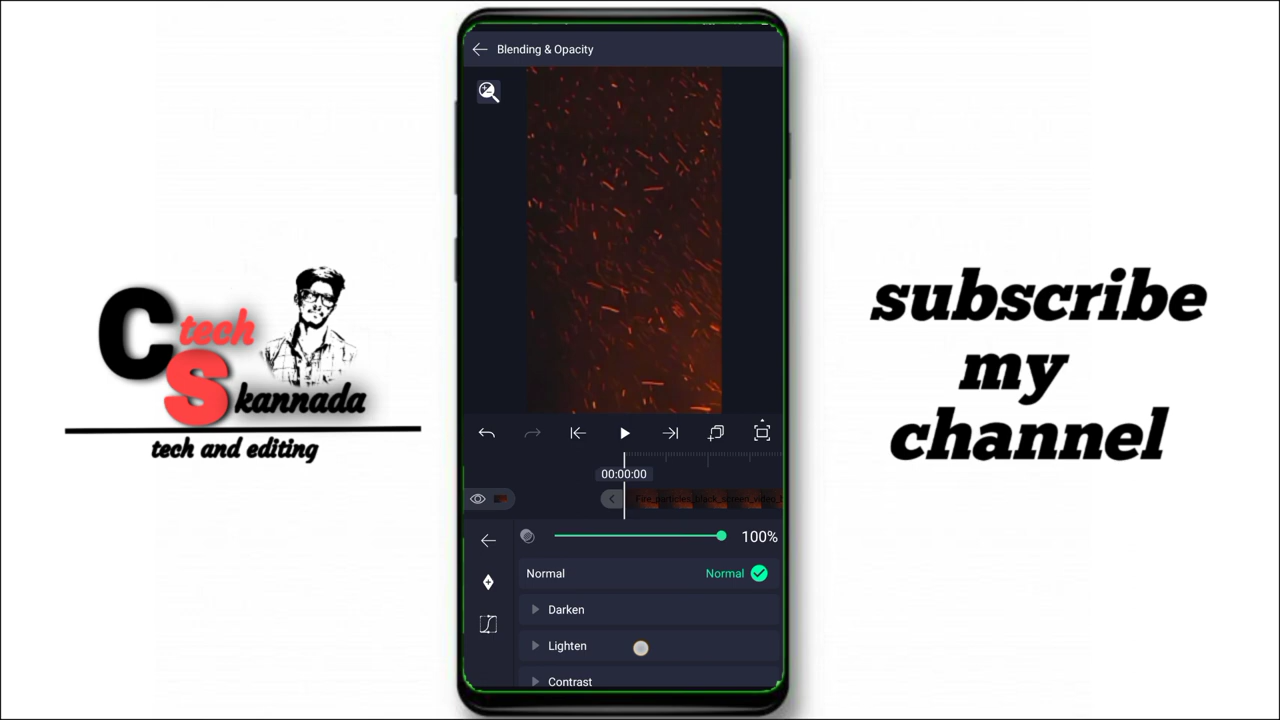 C tech
S kannada
tech and editing
Blending & Opacity
00:00:00
Fire_particles_black_screen_video_
100%
Normal
Normal
Darken
Lighten
Contrast
subscribe
my
channel